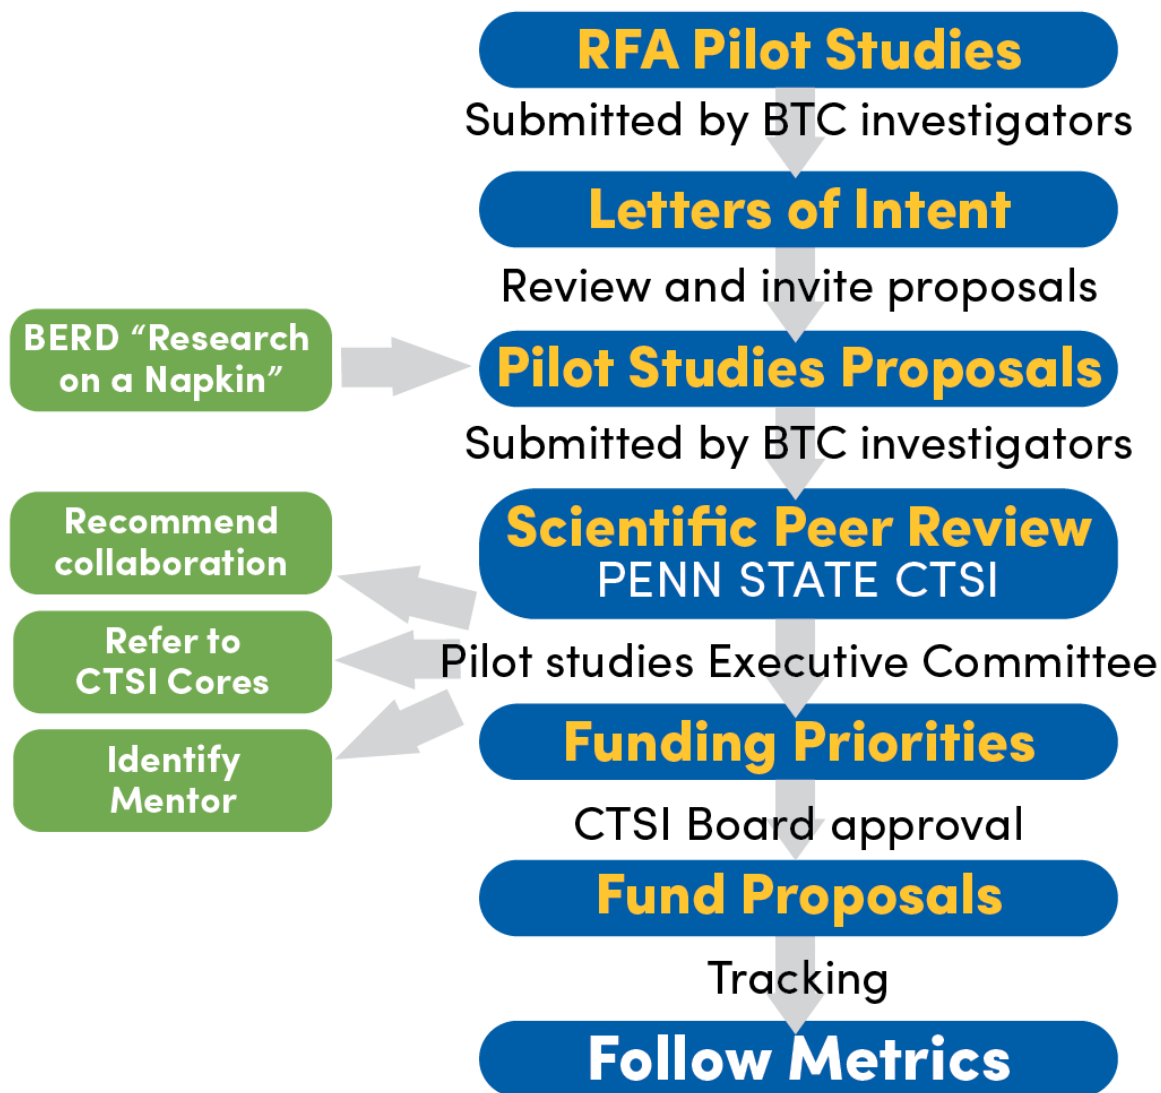 RFA Pilot Studies
Submitted by BTC investigators
Letters of Intent
Review and invite proposals
BERD “Research
on a Napkin”
Pilot Studies Proposals
Submitted by BTC investigators
Scientific Peer Review
PENN STATE CTSI
Recommend
collaboration
Refer to
CTSI Cores
Identify
Mentor
Pilot studies Executive Committee
Funding Priorities
CTSI Board approval
Fund Proposals
Tracking
Follow Metrics